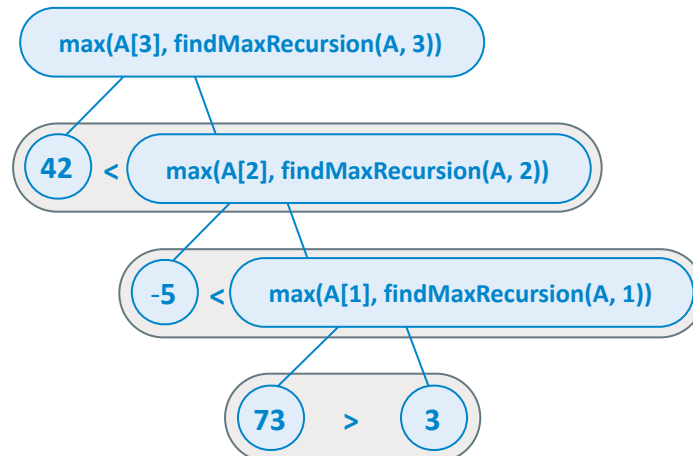 max(A[3], findMaxRecursion(A, 3))
42 < max(A[2], findMaxRecursion(A, 2))
-5 < max(A[1], findMaxRecursion(A, 1))
73 > 3